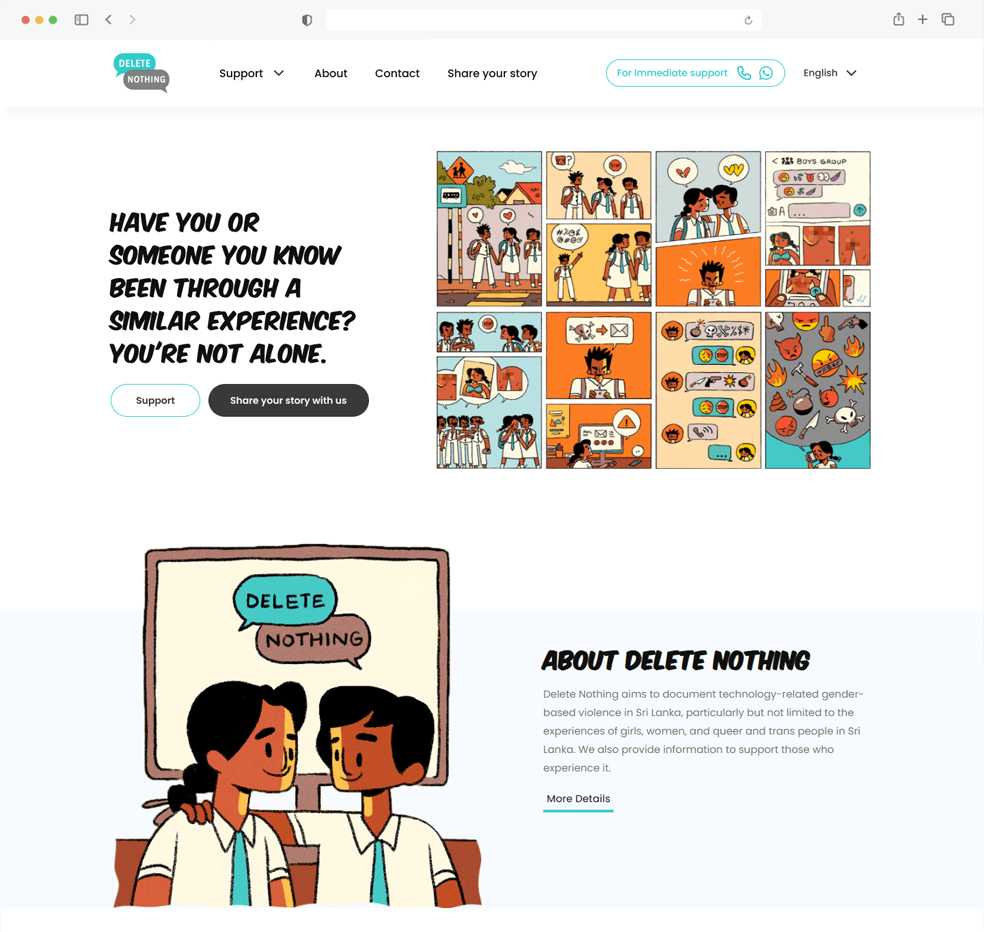 DELETE
NOTHING
Support
About
Contact
Share your story
For Immediate support
English
HAVE YOU OR
SOMEONE YOU KNOW
BEEN THROUGH A
SIMILAR EXPERIENCE?
YOU'RE NOT ALONE.
Support
Share your story with us
?
STOP
#%@&
@=#@!
BOYS GROUP
A
...
STOP
!
%$#
STOP
STOP
...
DELETE
NOTHING
ABOUT DELETE NOTHING
Delete Nothing aims to document technology-related gender-
based violence in Sri Lanka, particularly but not limited to the
experiences of girls, women, and queer and trans people in Sri
Lanka. We also provide information to support those who
experience it.
More Details